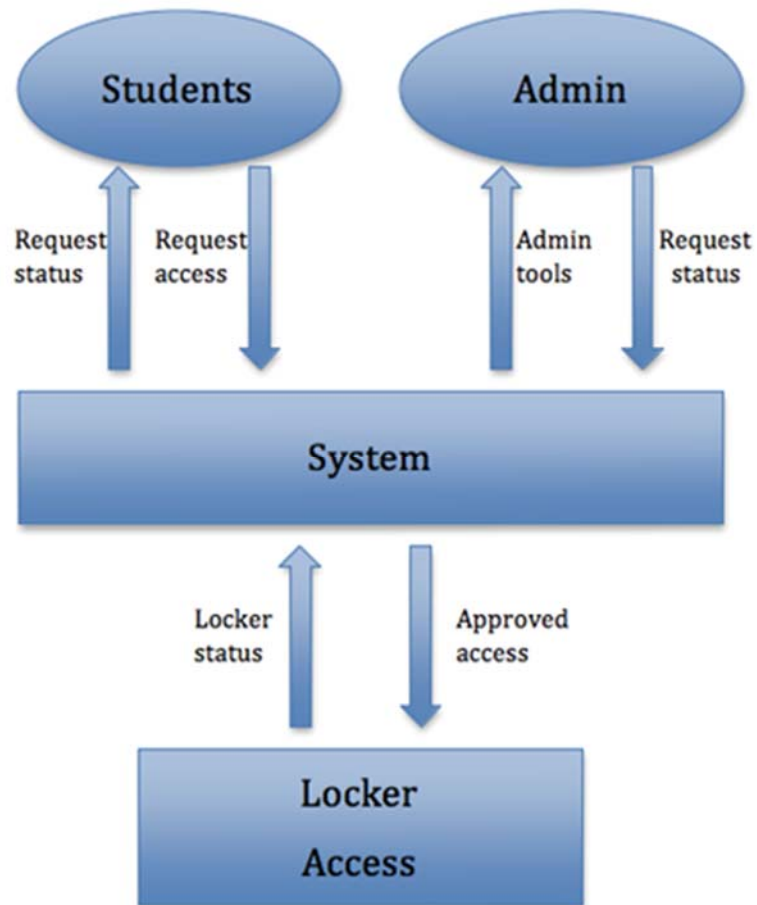 Students
Admin
Request
status
Request
access
Admin
tools
Request
status
System
Locker
status
Approved
access
Locker
Access